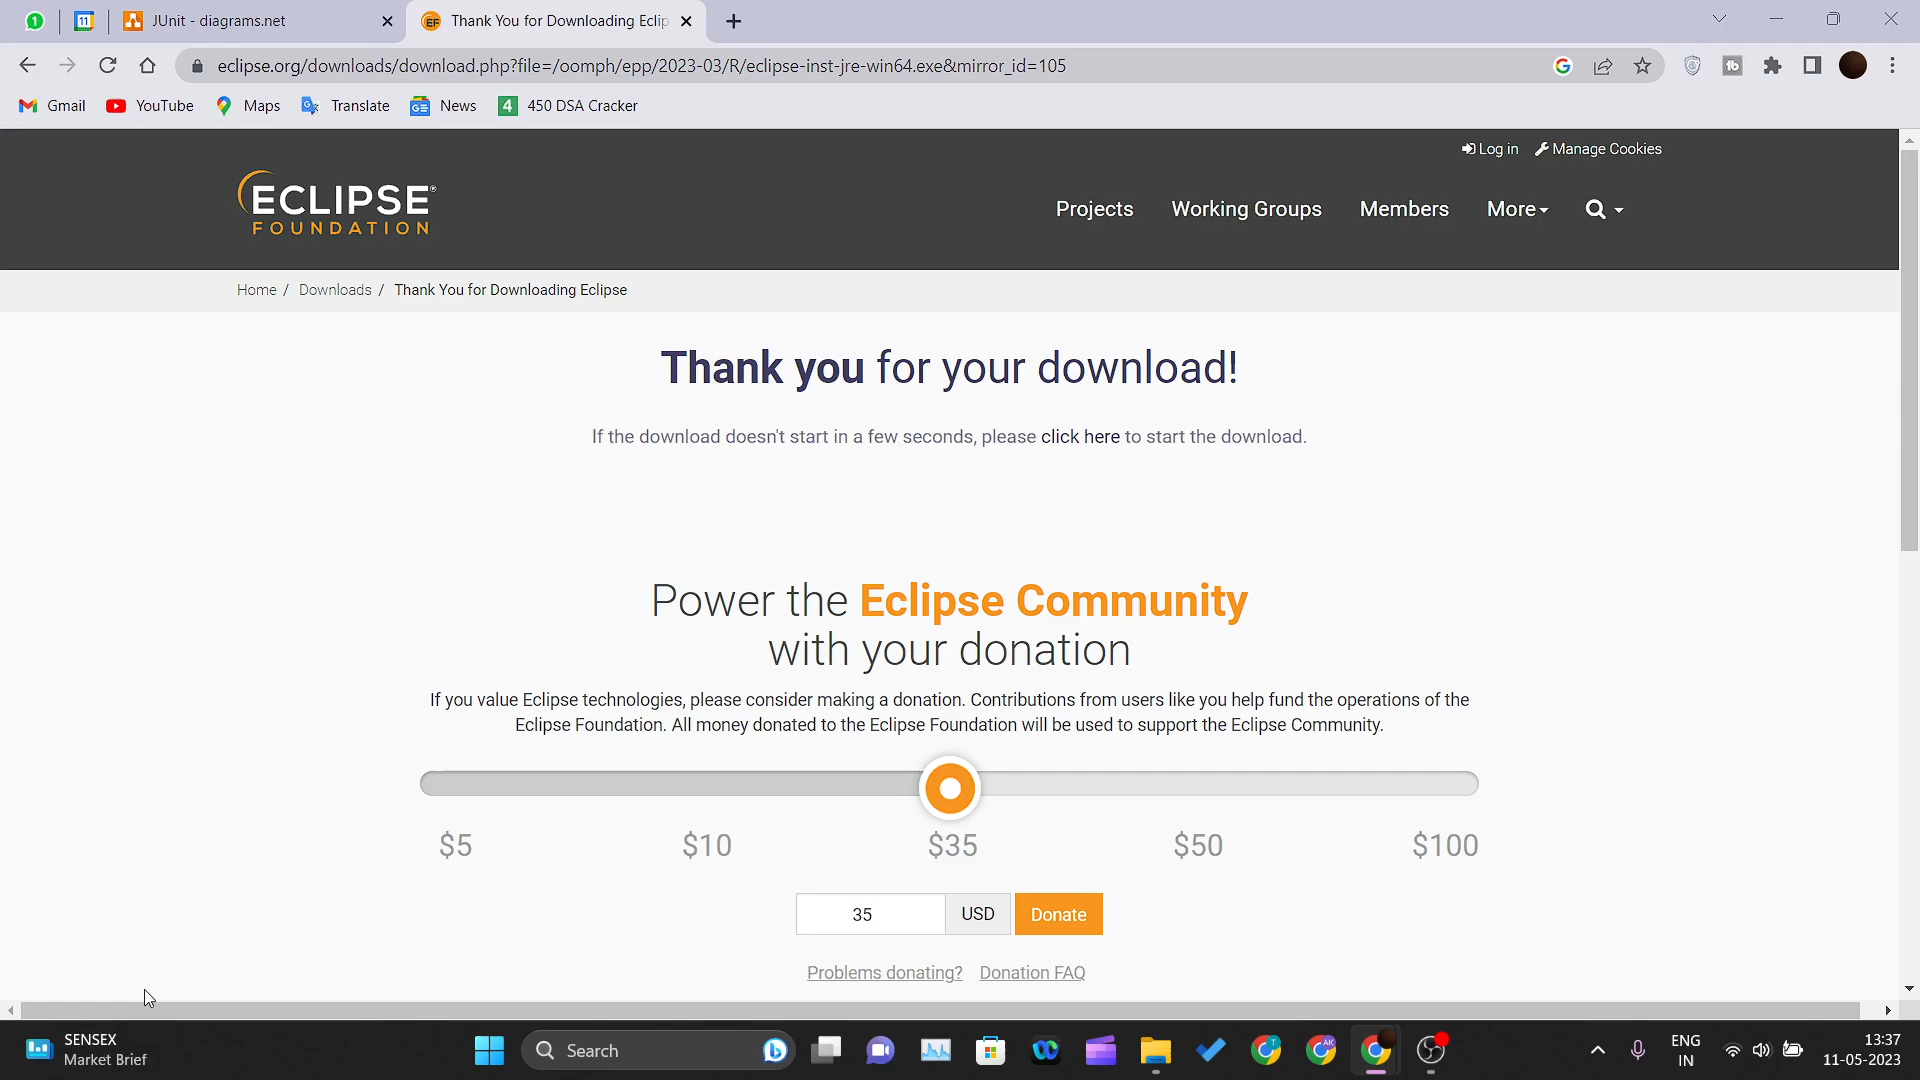 1
11
JUnit - diagrams.net
EF
Thank You for Downloading Eclip
eclipse.org/downloads/download.php?file=/oomph/epp/2023-03/R/eclipse-inst-jre-win64.exe&mirror_id=105
Gmail
YouTube
Maps
Translate
News
4
450 DSA Cracker
Log in
Manage Cookies
ECLIPSE®
FOUNDATION
Projects
Working Groups
Members
More
Home / Downloads / Thank You for Downloading Eclipse
Thank you for your download!
If the download doesn't start in a few seconds, please click here to start the download.
Power the Eclipse Community
with your donation
If you value Eclipse technologies, please consider making a donation. Contributions from users like you help fund the operations of the
Eclipse Foundation. All money donated to the Eclipse Foundation will be used to support the Eclipse Community.
$5 $10 $35 $50 $100
35 USD Donate
Problems donating? Donation FAQ
SENSEX
Market Brief
Search
T
AK
ENG
IN
13:37
11-05-2023